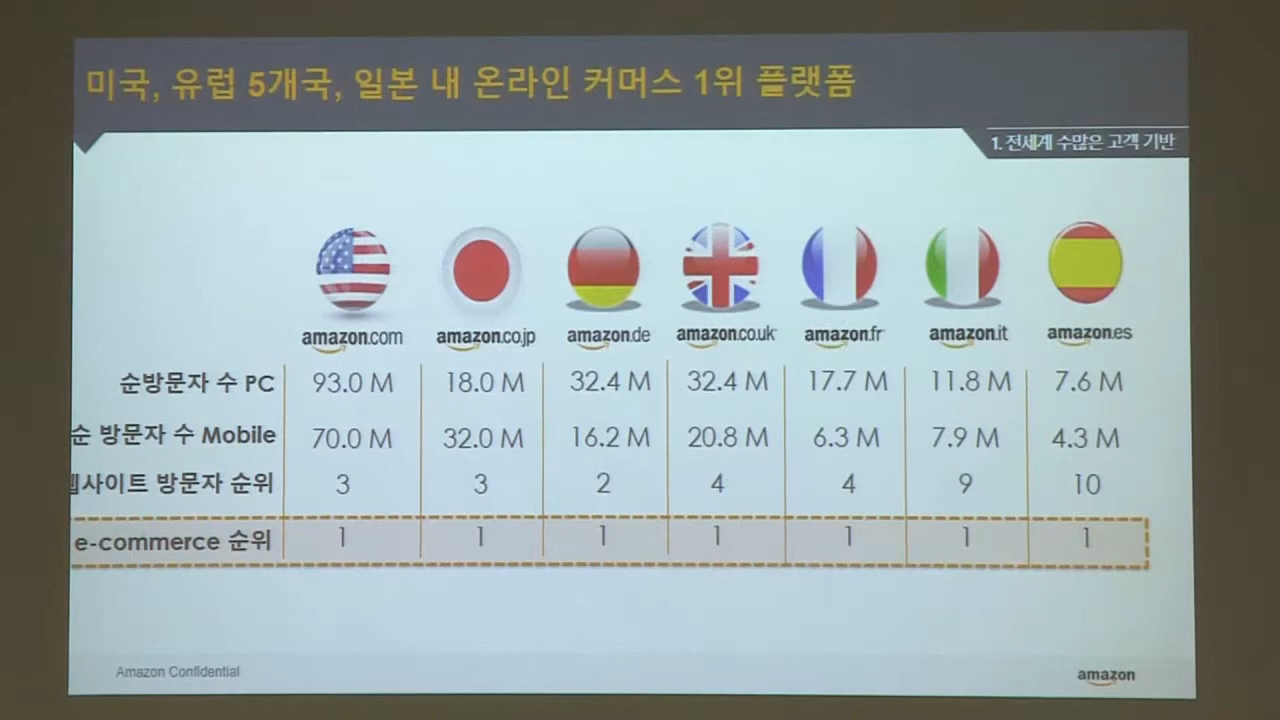 미국, 유럽 5개국, 일본 내 온라인 커머스 1위 플랫폼
1. 전세계 수많은 고객 기반
amazon.com amazon.co.jp amazon.de amazon.co.uk amazon.fr amazon.it amazon.es
순방문자 수 PC 93.0 M 18.0 M 32.4 M 32.4 M 17.7 M 11.8 M 7.6 M
순 방문자 수 Mobile 70.0 M 32.0 M 16.2 M 20.8 M 6.3 M 7.9 M 4.3 M
웹사이트 방문자 순위 3 3 2 4 4 9 10
e-commerce 순위 1 1 1 1 1 1 1
Amazon Confidential
amazon